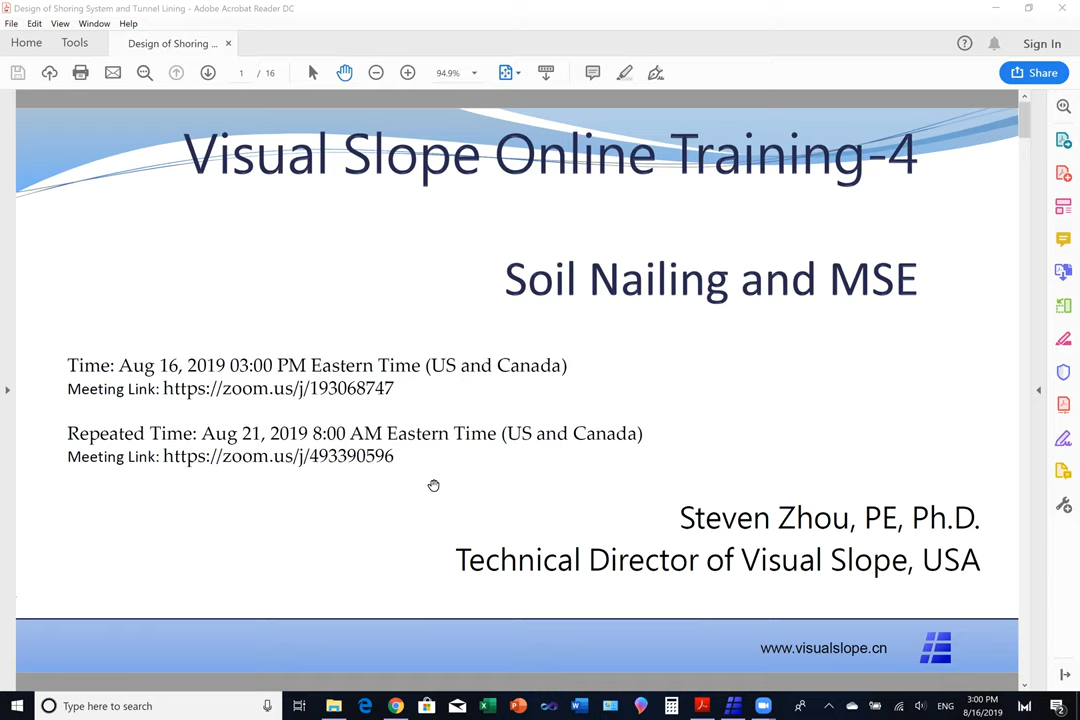 Design of Shoring System and Tunnel Lining - Adobe Acrobat Reader DC
File Edit View Window Help
Home Tools Design of Shoring ... × Sign In
1 / 16 94.9% Share
Visual Slope Online Training-4
Soil Nailing and MSE
Time: Aug 16, 2019 03:00 PM Eastern Time (US and Canada)
Meeting Link: https://zoom.us/j/193068747
Repeated Time: Aug 21, 2019 8:00 AM Eastern Time (US and Canada)
Meeting Link: https://zoom.us/j/493390596
Steven Zhou, PE, Ph.D.
Technical Director of Visual Slope, USA
www.visualslope.cn
Type here to search
ENG
3:00 PM
8/16/2019
2